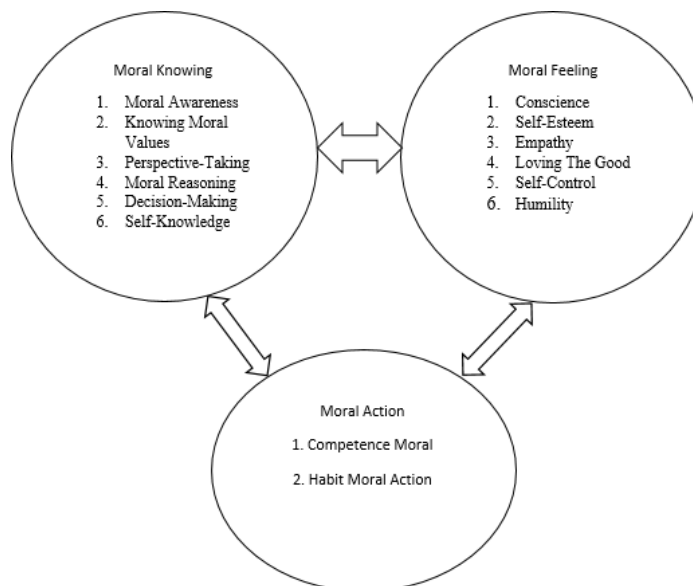 Moral Knowing
1. Moral Awareness
2. Knowing Moral
Values
3. Perspective-Taking
4. Moral Reasoning
5. Decision-Making
6. Self-Knowledge
Moral Feeling
1. Conscience
2. Self-Esteem
3. Empathy
4. Loving The Good
5. Self-Control
6. Humility
Moral Action
1. Competence Moral
2. Habit Moral Action